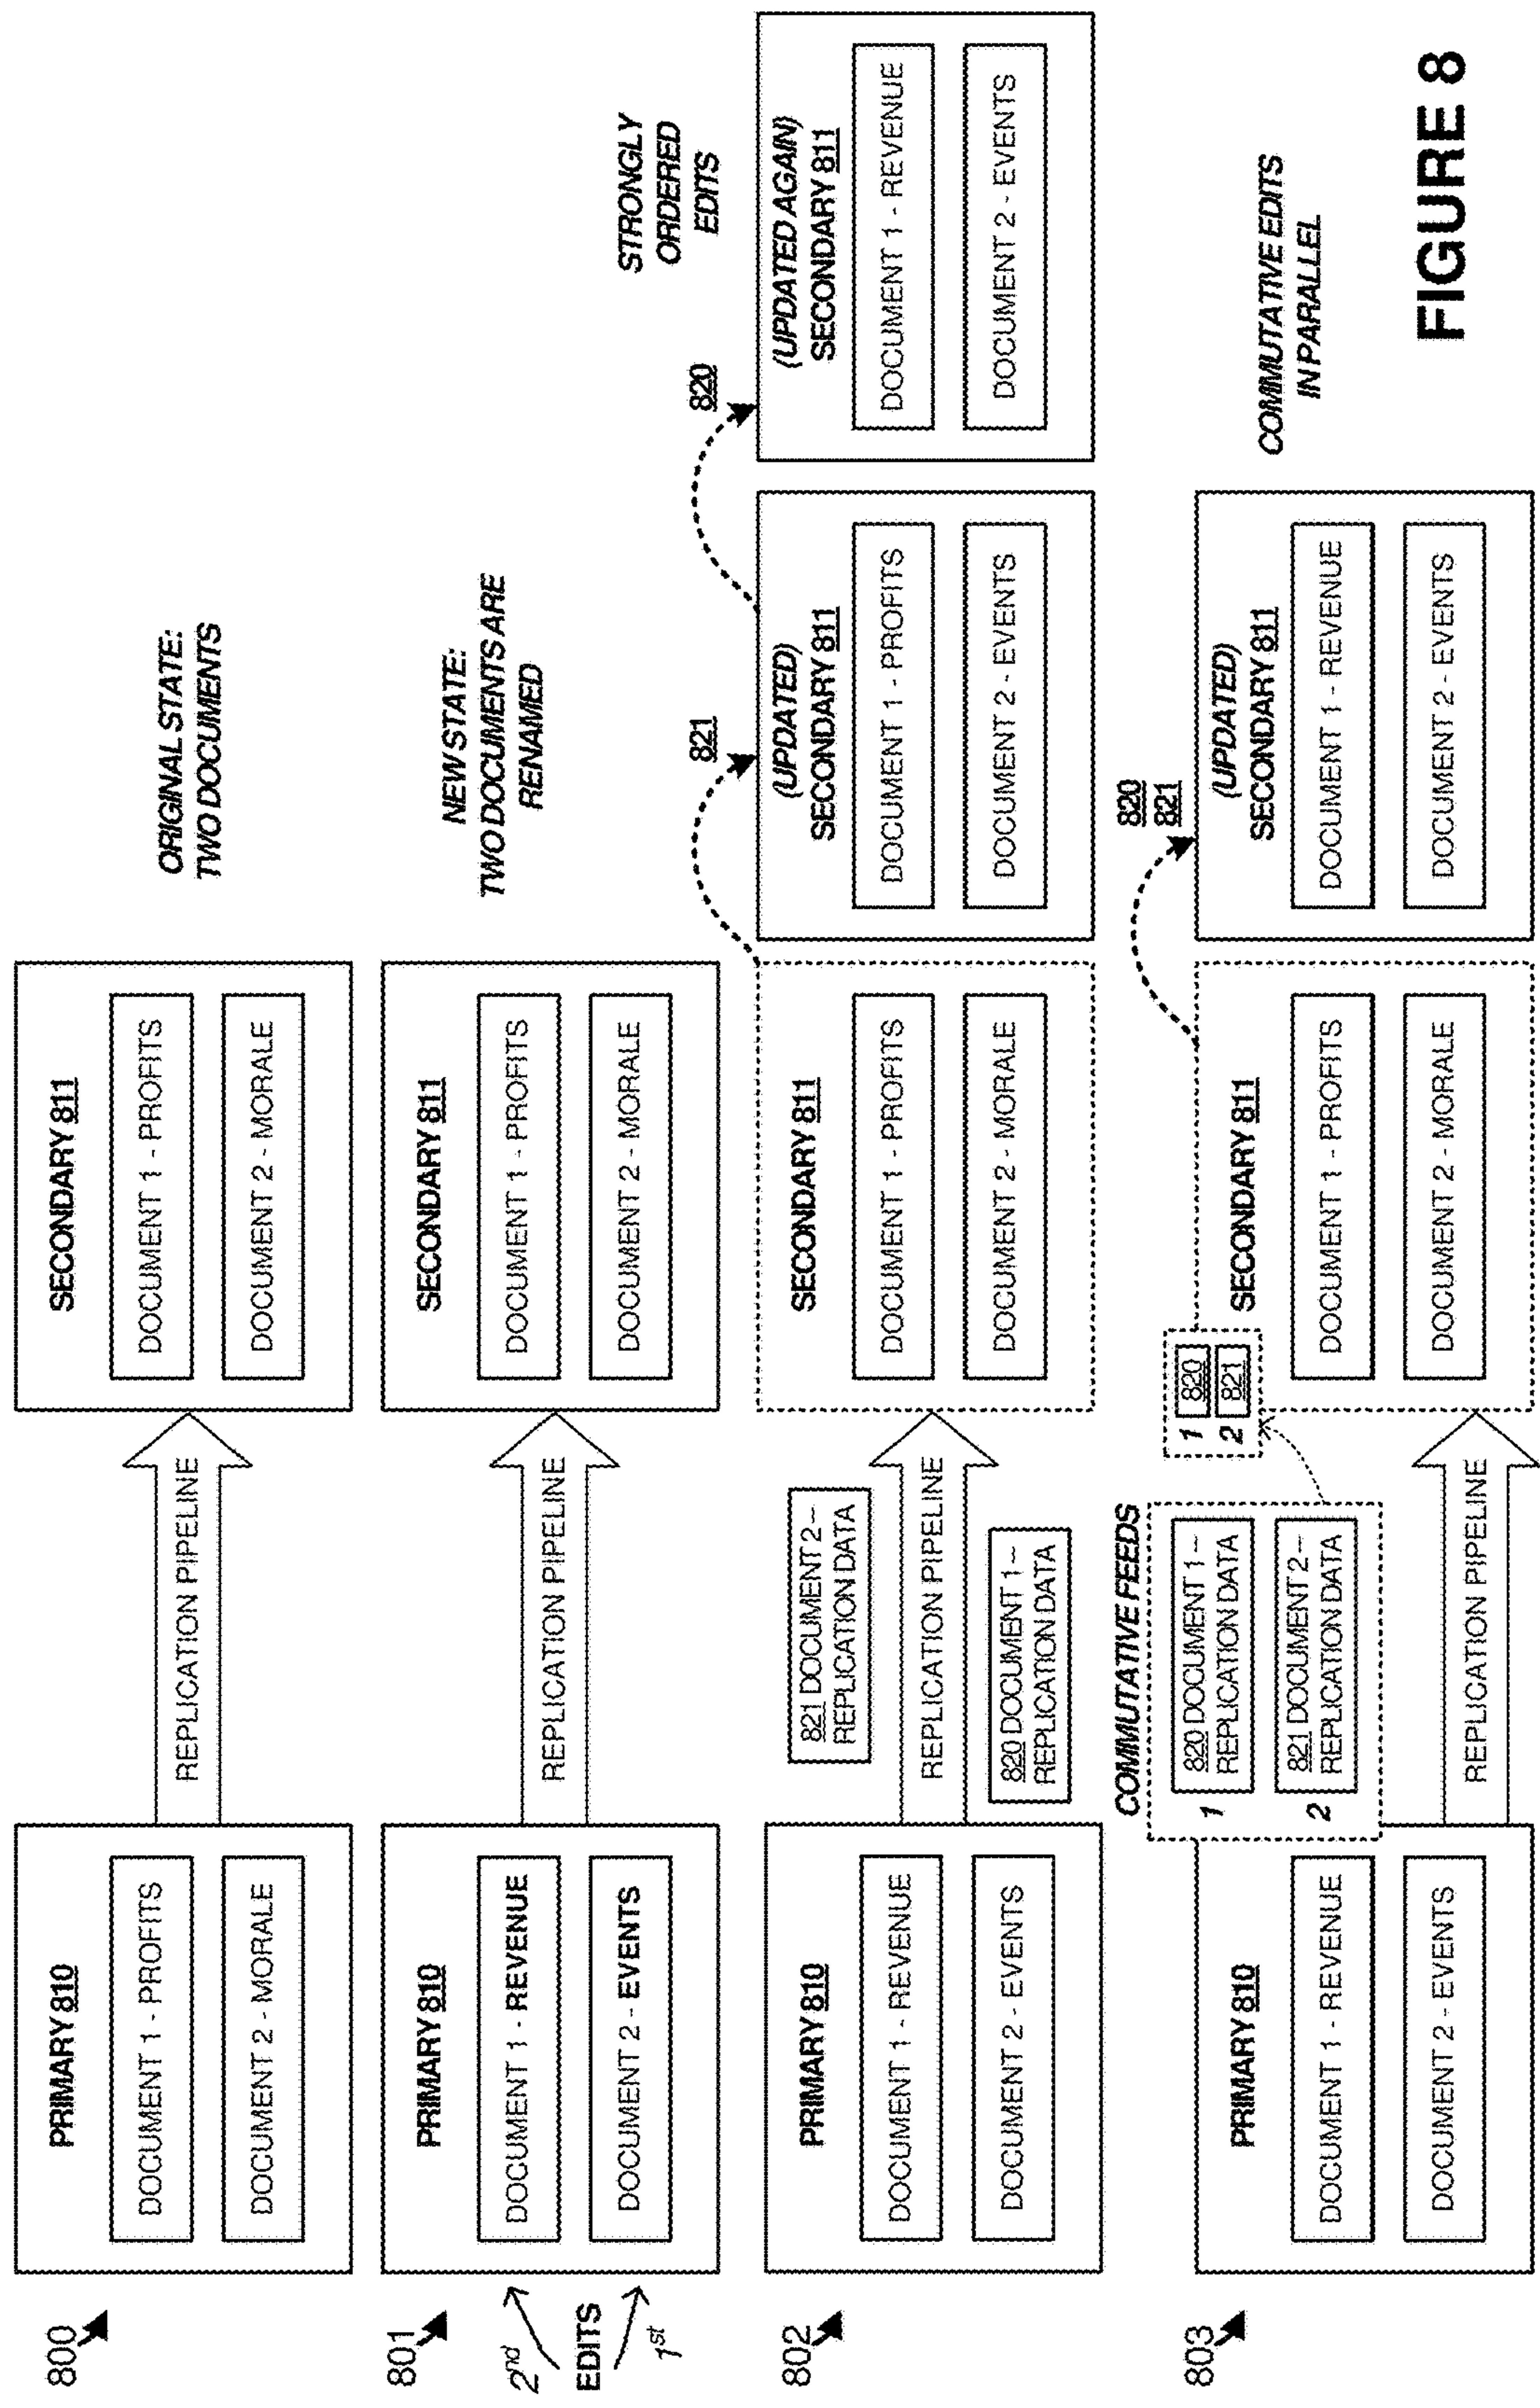 800
PRIMARY 810
DOCUMENT 1 - PROFITS
DOCUMENT 2 - MORALE
REPLICATION PIPELINE
SECONDARY 811
DOCUMENT 1 - PROFITS
DOCUMENT 2 - MORALE
ORIGINAL STATE:
TWO DOCUMENTS
801
2nd
EDITS
1st
PRIMARY 810
DOCUMENT 1 - REVENUE
DOCUMENT 2 - EVENTS
REPLICATION PIPELINE
SECONDARY 811
DOCUMENT 1 - PROFITS
DOCUMENT 2 - MORALE
NEW STATE:
TWO DOCUMENTS ARE
RENAMED
802
PRIMARY 810
DOCUMENT 1 - REVENUE
DOCUMENT 2 - EVENTS
821 DOCUMENT 2 –
REPLICATION DATA
REPLICATION PIPELINE
820 DOCUMENT 1 –
REPLICATION DATA
SECONDARY 811
DOCUMENT 1 - PROFITS
DOCUMENT 2 - MORALE
821
(UPDATED)
SECONDARY 811
DOCUMENT 1 - PROFITS
DOCUMENT 2 - EVENTS
820
(UPDATED AGAIN)
SECONDARY 811
DOCUMENT 1 - REVENUE
DOCUMENT 2 - EVENTS
STRONGLY
ORDERED
EDITS
803
PRIMARY 810
DOCUMENT 1 - REVENUE
DOCUMENT 2 - EVENTS
COMMUTATIVE FEEDS
1
820 DOCUMENT 1 –
REPLICATION DATA
2
821 DOCUMENT 2 –
REPLICATION DATA
REPLICATION PIPELINE
1 820
2 821
SECONDARY 811
DOCUMENT 1 - PROFITS
DOCUMENT 2 - MORALE
820
821
(UPDATED)
SECONDARY 811
DOCUMENT 1 - REVENUE
DOCUMENT 2 - EVENTS
COMMUTATIVE EDITS
IN PARALLEL
FIGURE 8